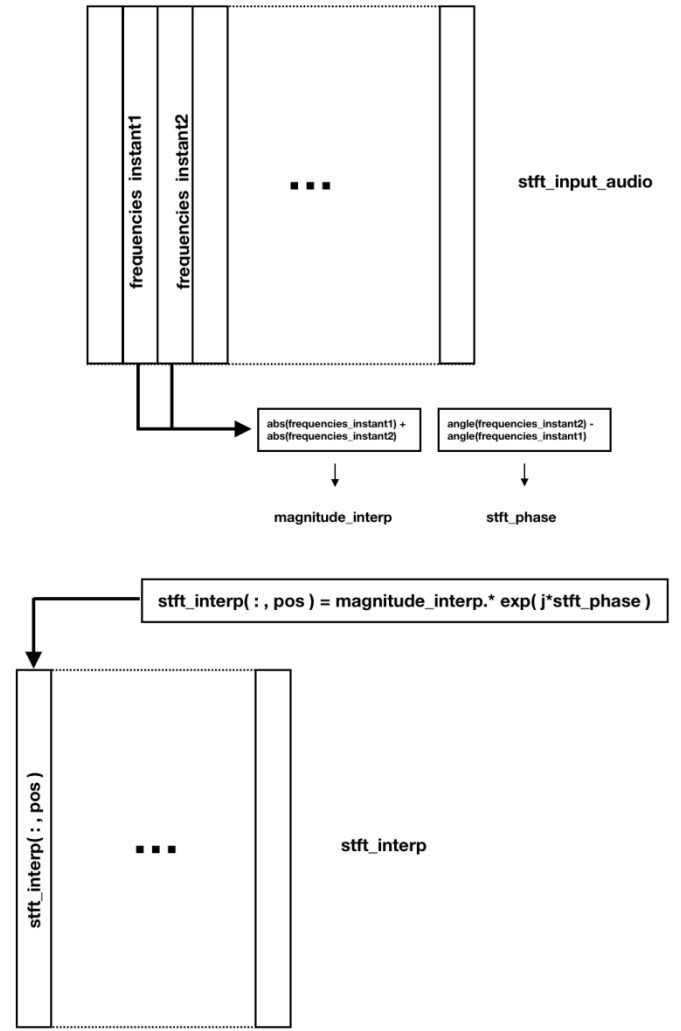 frequencies instant1
frequencies instant2
...
stft_input_audio
abs(frequencies_instant1) +
abs(frequencies_instant2)
angle(frequencies_instant2) -
angle(frequencies_instant1)
magnitude_interp
stft_phase
stft_interp( : , pos ) = magnitude_interp.* exp( j*stft_phase )
stft_interp( : , pos )
...
stft_interp